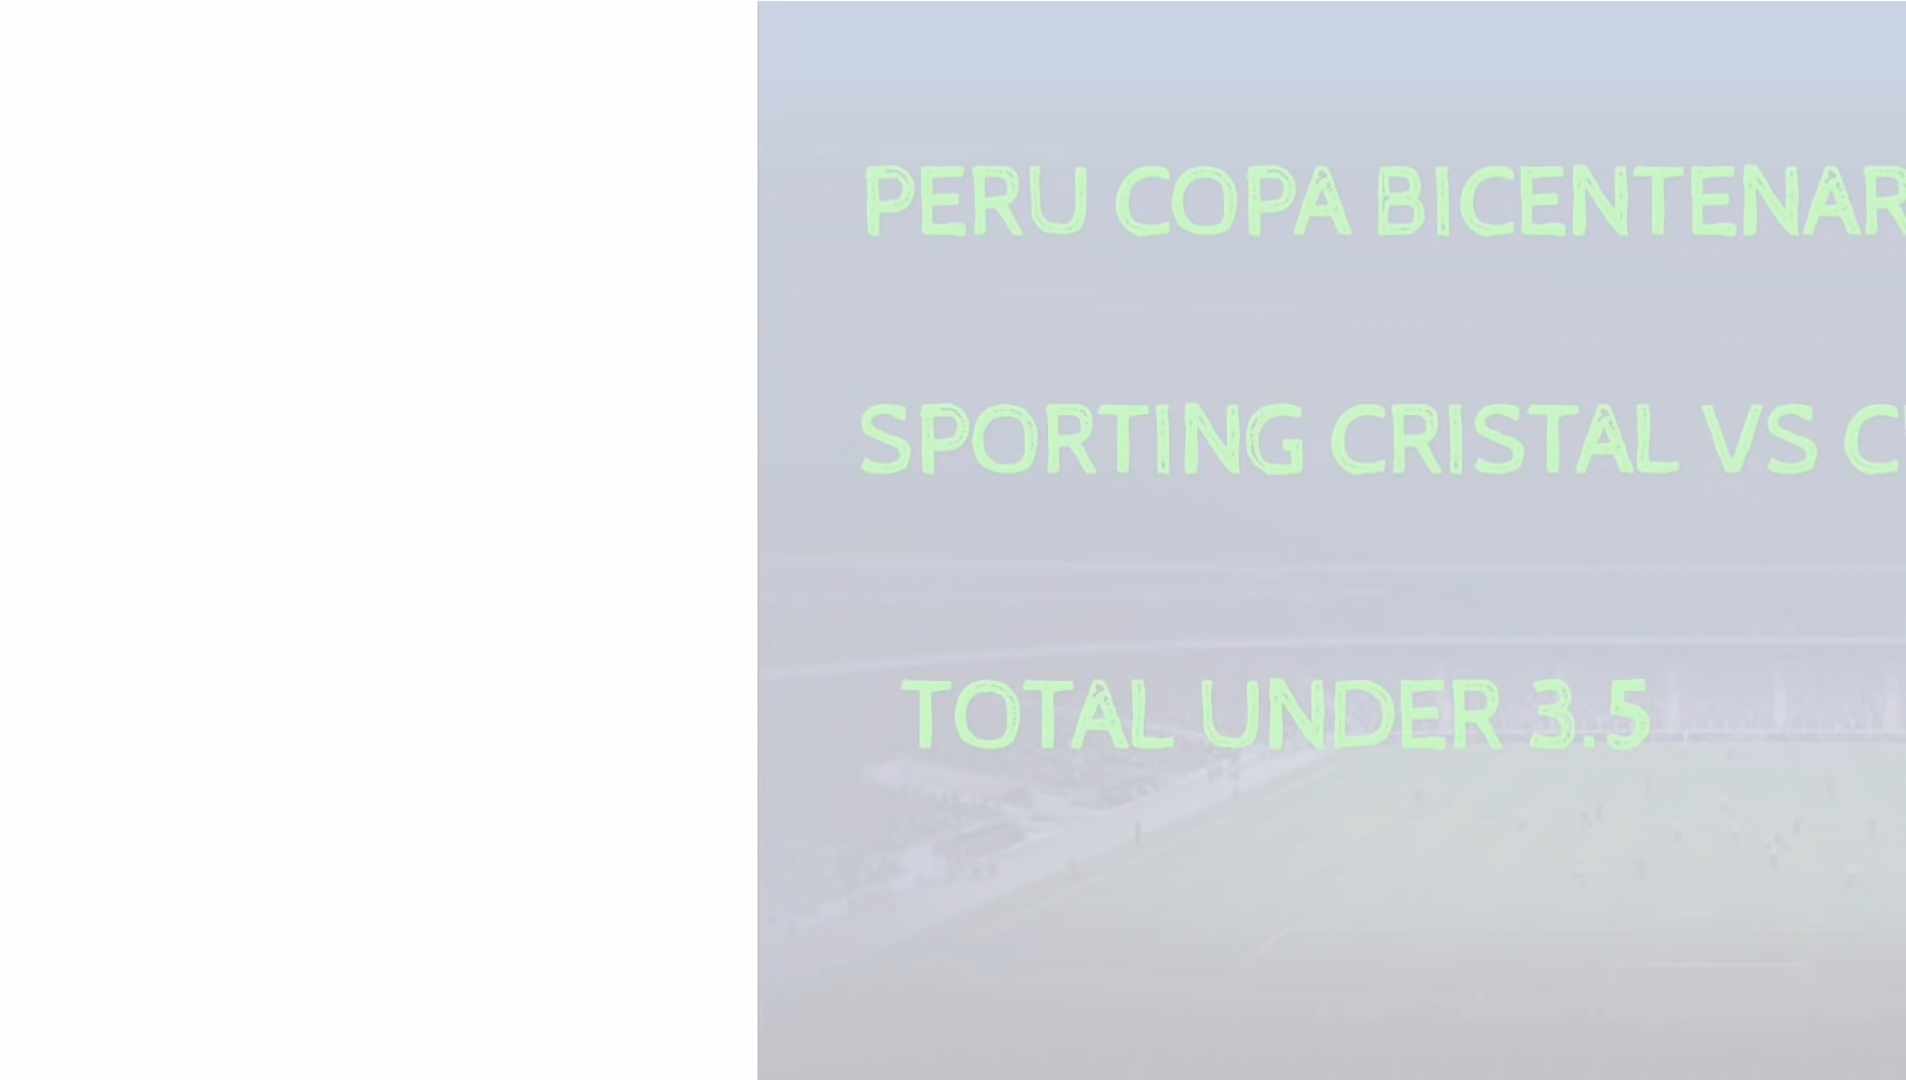 PERU COPA BICENTENAR
SPORTING CRISTAL VS C
TOTAL UNDER 3.5